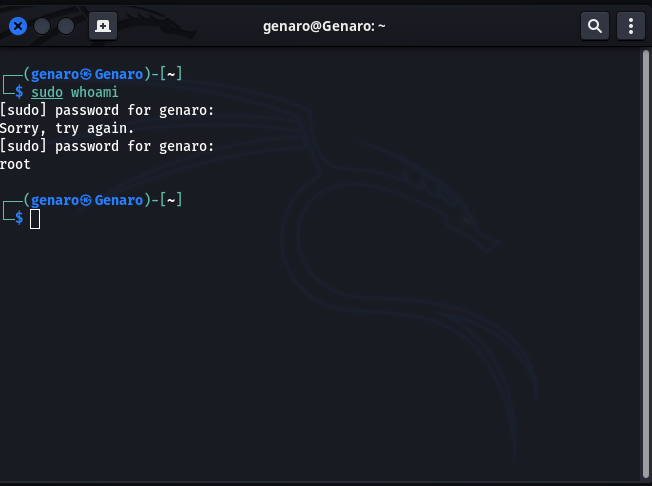 genaro@Genaro: ~
┌──(genaro㉿Genaro)-[~]
└─$ sudo whoami
[sudo] password for genaro:
Sorry, try again.
[sudo] password for genaro:
root
┌──(genaro㉿Genaro)-[~]
└─$